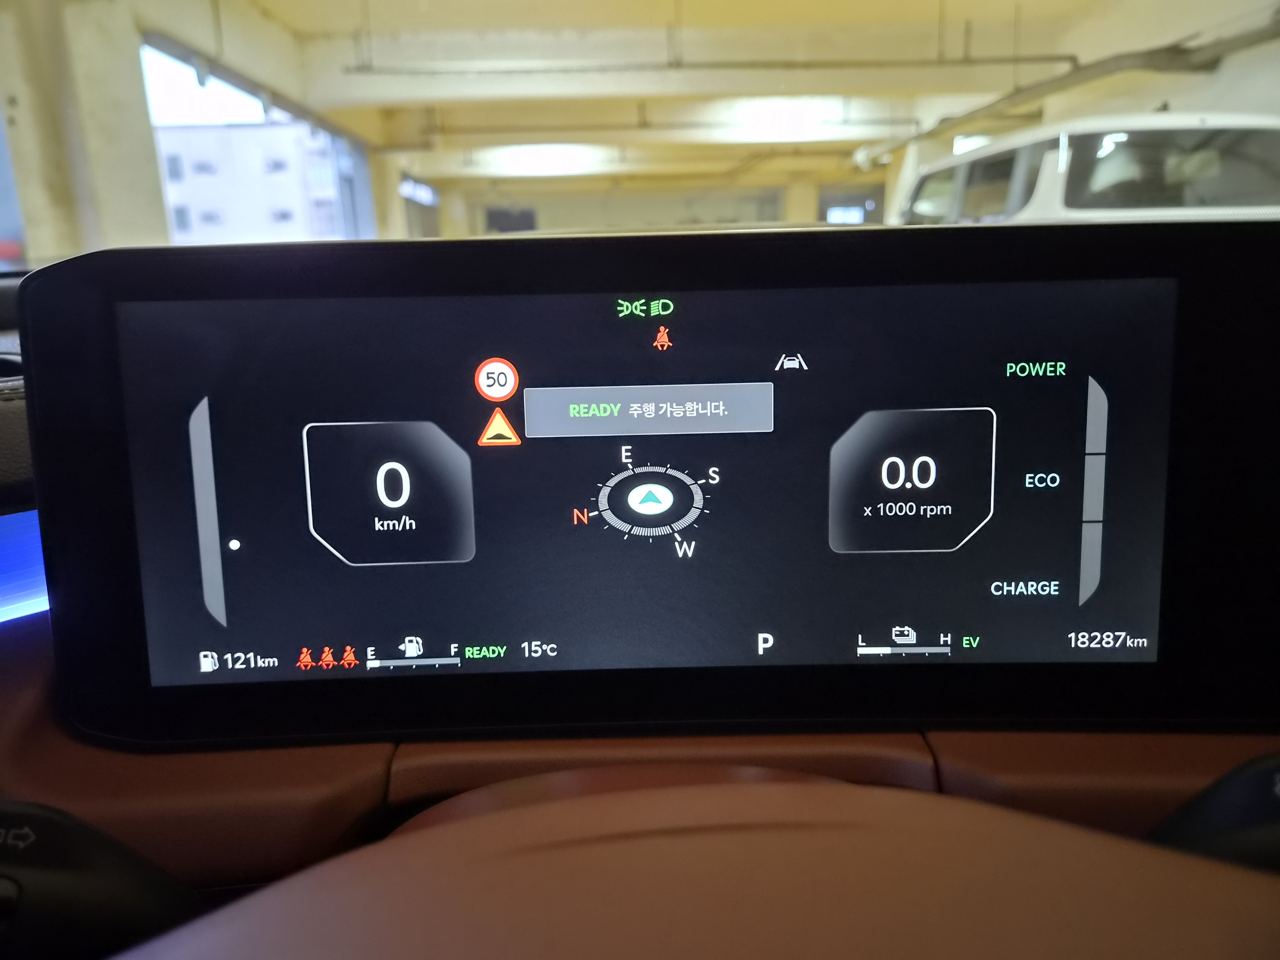 50
READY 주행 가능합니다.
POWER
0
km/h
E
S
N
W
0.0
x 1000 rpm
ECO
CHARGE
121km
E
F
READY
15°C
P
L
H
EV
18287km